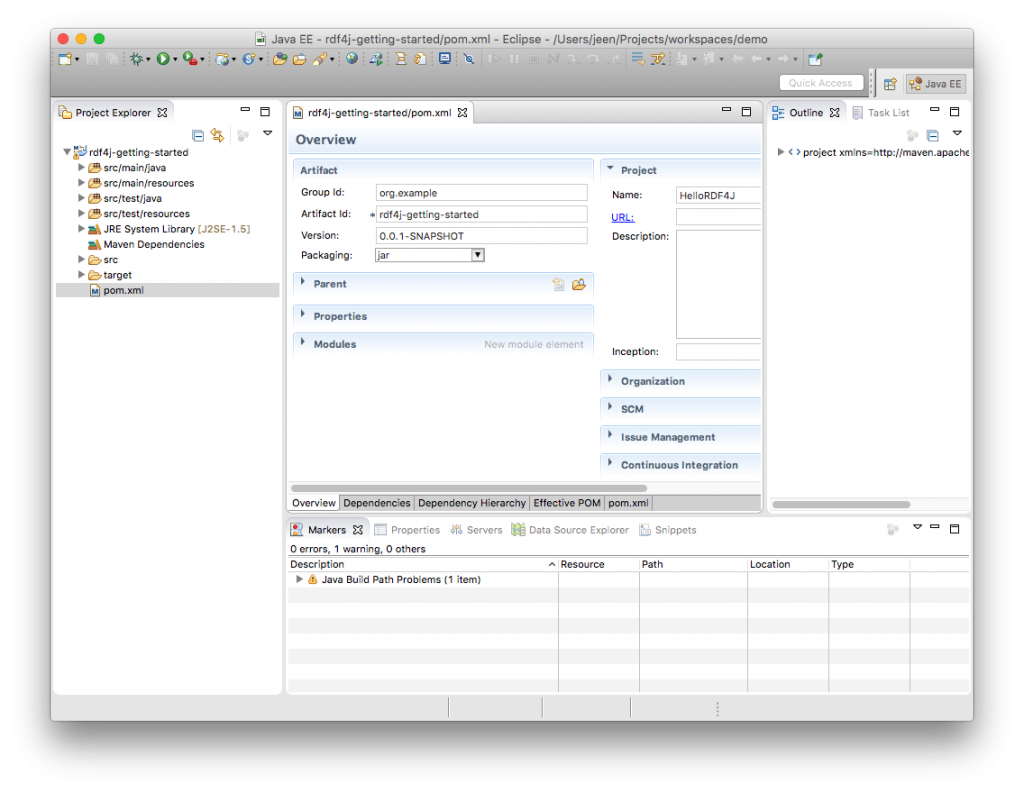 Java EE - rdf4j-getting-started/pom.xml - Eclipse - /Users/jeen/Projects/workspaces/demo
Quick Access
Java EE
Project Explorer
rdf4j-getting-started
src/main/java
src/main/resources
src/test/java
src/test/resources
JRE System Library [J2SE-1.5]
Maven Dependencies
src
target
pom.xml
rdf4j-getting-started/pom.xml
Overview
Artifact
Group Id: org.example
Artifact Id: * rdf4j-getting-started
Version: 0.0.1-SNAPSHOT
Packaging: jar
Parent
Properties
Modules New module element
Project
Name: HelloRDF4J
URL:
Description:
Inception:
Organization
SCM
Issue Management
Continuous Integration
Overview Dependencies Dependency Hierarchy Effective POM pom.xml
Outline Task List
<> project xmlns=http://maven.apache
Markers Properties Servers Data Source Explorer Snippets
0 errors, 1 warning, 0 others
Description Resource Path Location Type
Java Build Path Problems (1 item)